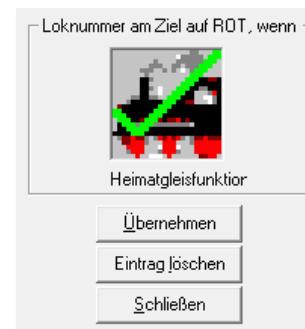 Loknummer am Ziel auf ROT, wenn
Heimatgleisfunktior
Übernehmen
Eintrag löschen
Schließen